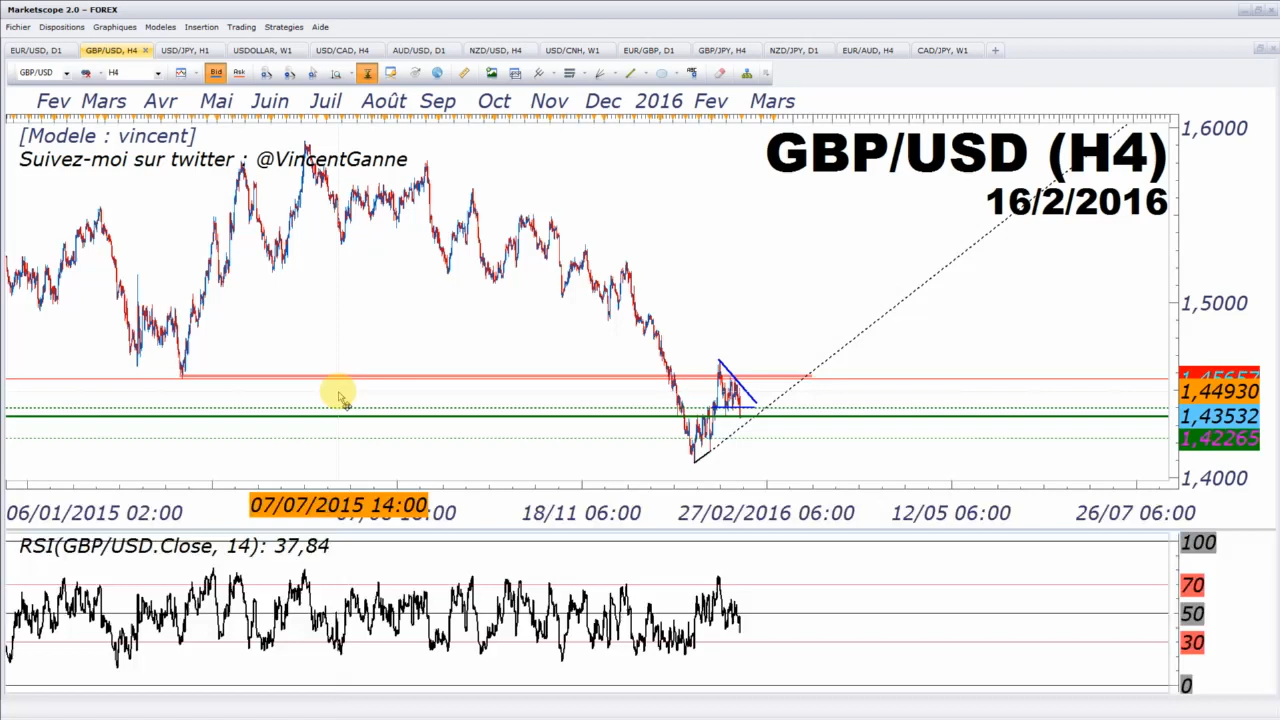 Marketscope 2.0 – FOREX
Fichier Dispositions Graphiques Modeles Insertion Trading Strategies Aide
EUR/USD, D1 GBP/USD, H4 USD/JPY, H1 USDOLLAR, W1 USD/CAD, H4 AUD/USD, D1 NZD/USD, H4 USD/CNH, W1 EUR/GBP, D1 GBP/JPY, H4 NZD/JPY, D1 EUR/AUD, H4 CAD/JPY, W1
GBP/USD H4 Bid Ask
Fev Mars Avr Mai Juin Juil Août Sep Oct Nov Dec 2016 Fev Mars
[Modele : vincent]
Suivez-moi sur twitter : @VincentGanne
GBP/USD (H4)
16/2/2016
1,6000
1,5000
1,45657
1,44930
1,43532
1,42265
1,4000
06/01/2015 02:00 07/07/2015 14:00 18/11 06:00 27/02/2016 06:00 12/05 06:00 26/07 06:00
RSI(GBP/USD.Close, 14): 37,84
100
70
50
30
0